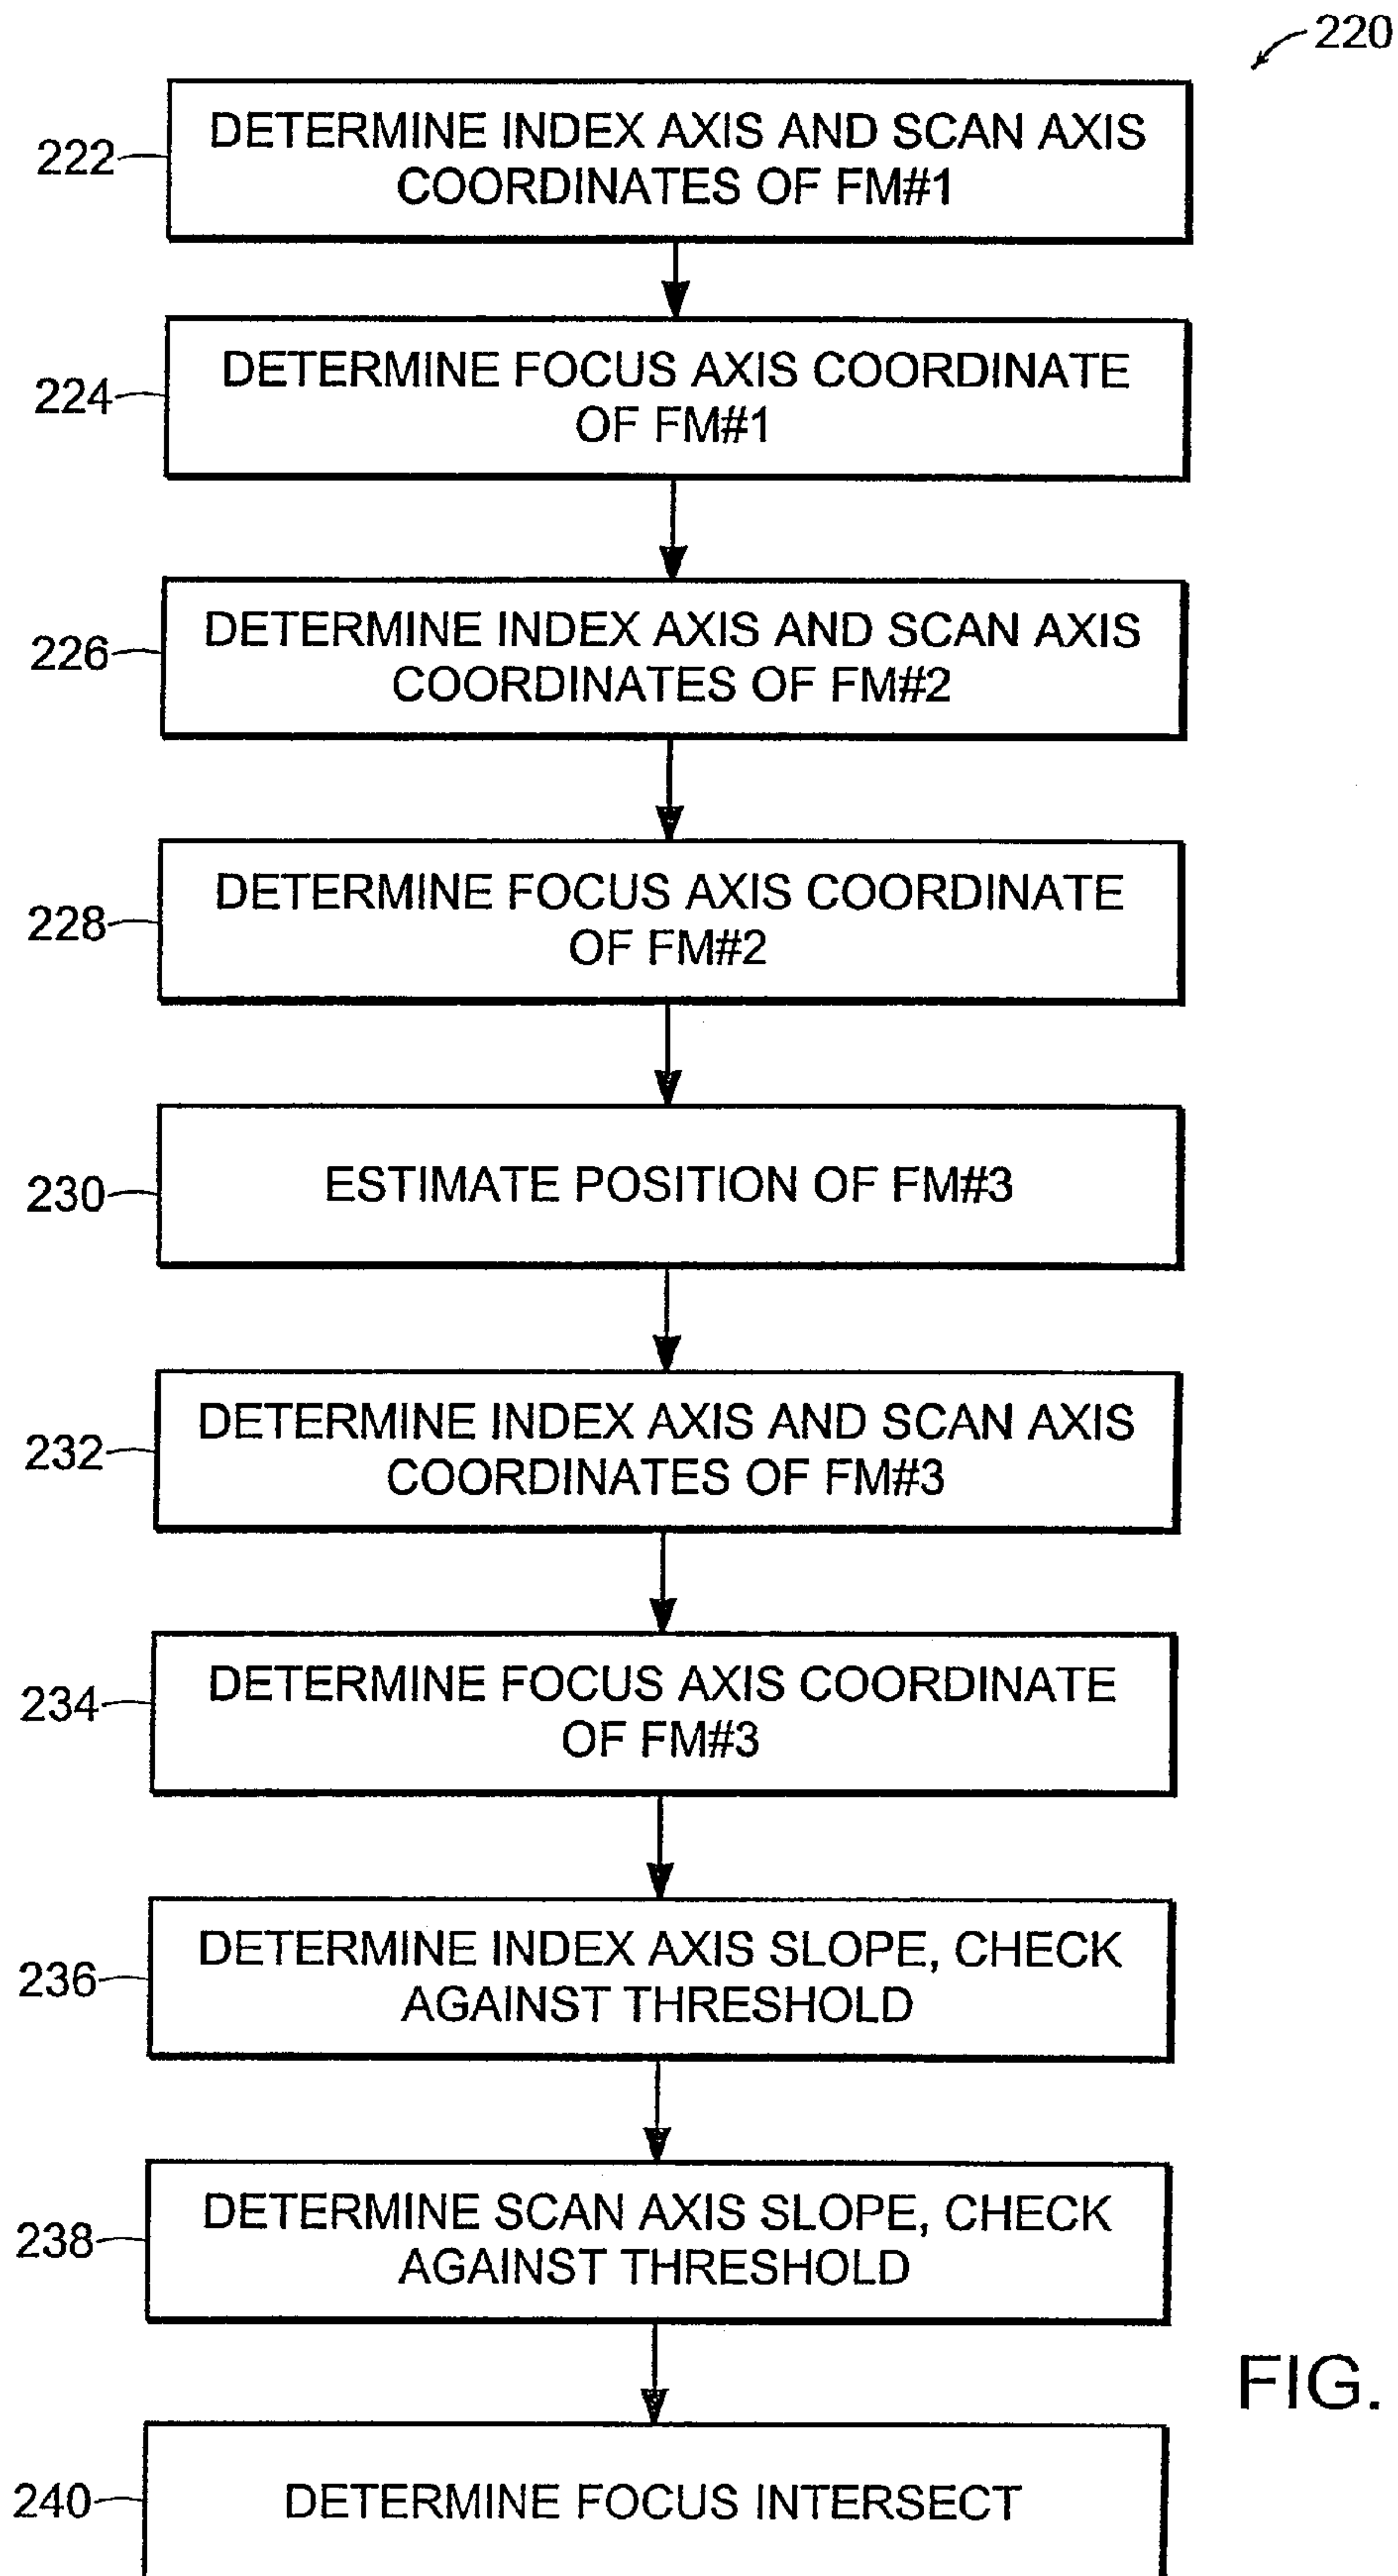 220
222
DETERMINE INDEX AXIS AND SCAN AXIS
COORDINATES OF FM#1
224
DETERMINE FOCUS AXIS COORDINATE
OF FM#1
226
DETERMINE INDEX AXIS AND SCAN AXIS
COORDINATES OF FM#2
228
DETERMINE FOCUS AXIS COORDINATE
OF FM#2
230
ESTIMATE POSITION OF FM#3
232
DETERMINE INDEX AXIS AND SCAN AXIS
COORDINATES OF FM#3
234
DETERMINE FOCUS AXIS COORDINATE
OF FM#3
236
DETERMINE INDEX AXIS SLOPE, CHECK
AGAINST THRESHOLD
238
DETERMINE SCAN AXIS SLOPE, CHECK
AGAINST THRESHOLD
FIG.
240
DETERMINE FOCUS INTERSECT